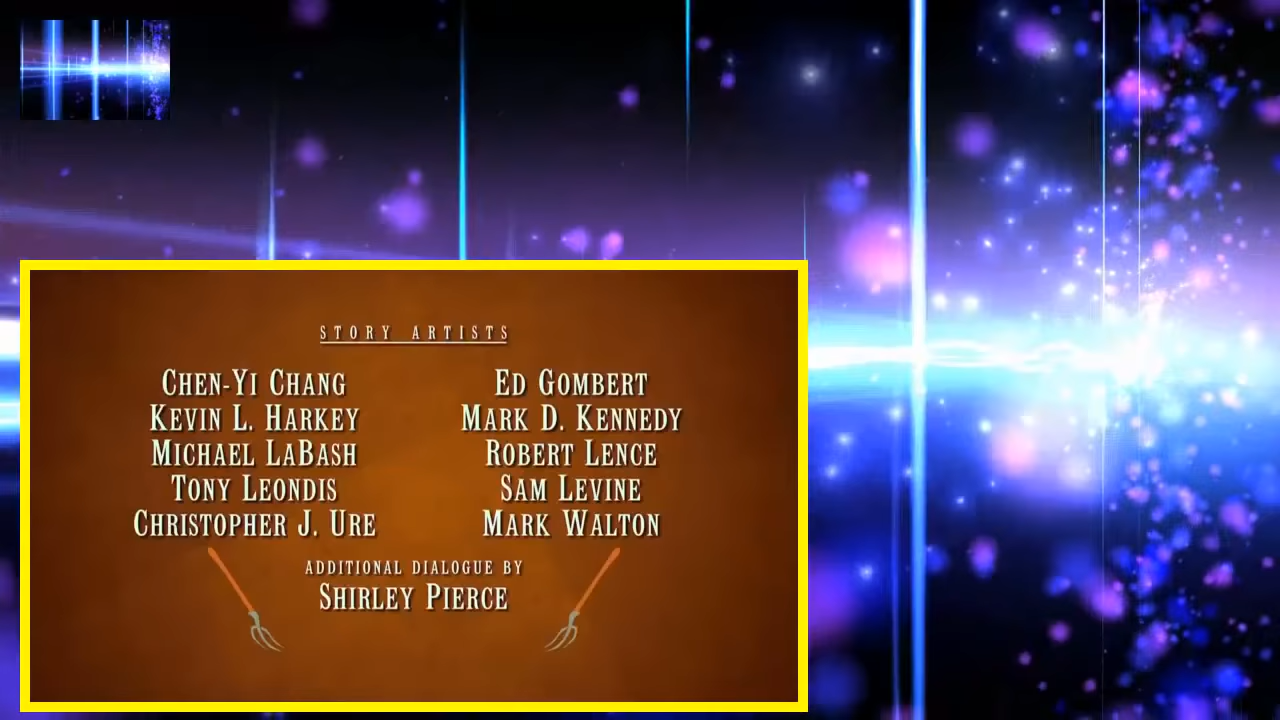 STORY ARTISTS
CHEN-YI CHANG ED GOMBERT
KEVIN L. HARKEY MARK D. KENNEDY
MICHAEL LABASH ROBERT LENCE
TONY LEONDIS SAM LEVINE
CHRISTOPHER J. URE MARK WALTON
ADDITIONAL DIALOGUE BY
SHIRLEY PIERCE